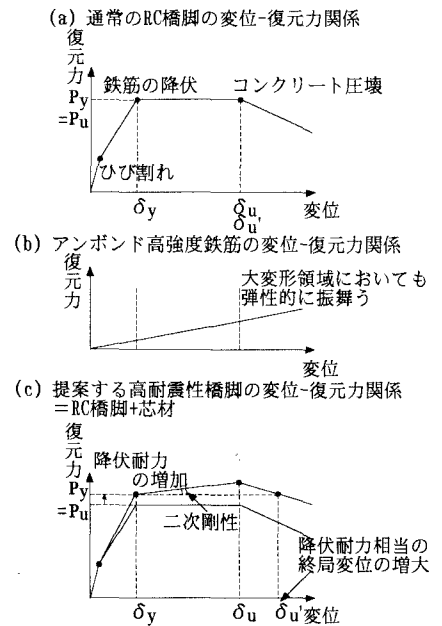 (a) 通常のRC橋脚の変位-復元力関係
復元力
Py
=Pu
鉄筋の降伏
コンクリート圧壊
ひび割れ
δy
δu,
δu'
変位
(b) アンボンド高強度鉄筋の変位-復元力関係
復元力
大変形領域においても
弾性的に振舞う
変位
(c) 提案する高耐震性橋脚の変位-復元力関係
=RC橋脚+芯材
復元力
降伏耐力
の増加
Py
=Pu
二次剛性
降伏耐力相当の
終局変位の増大
δy
δu
δu'
変位